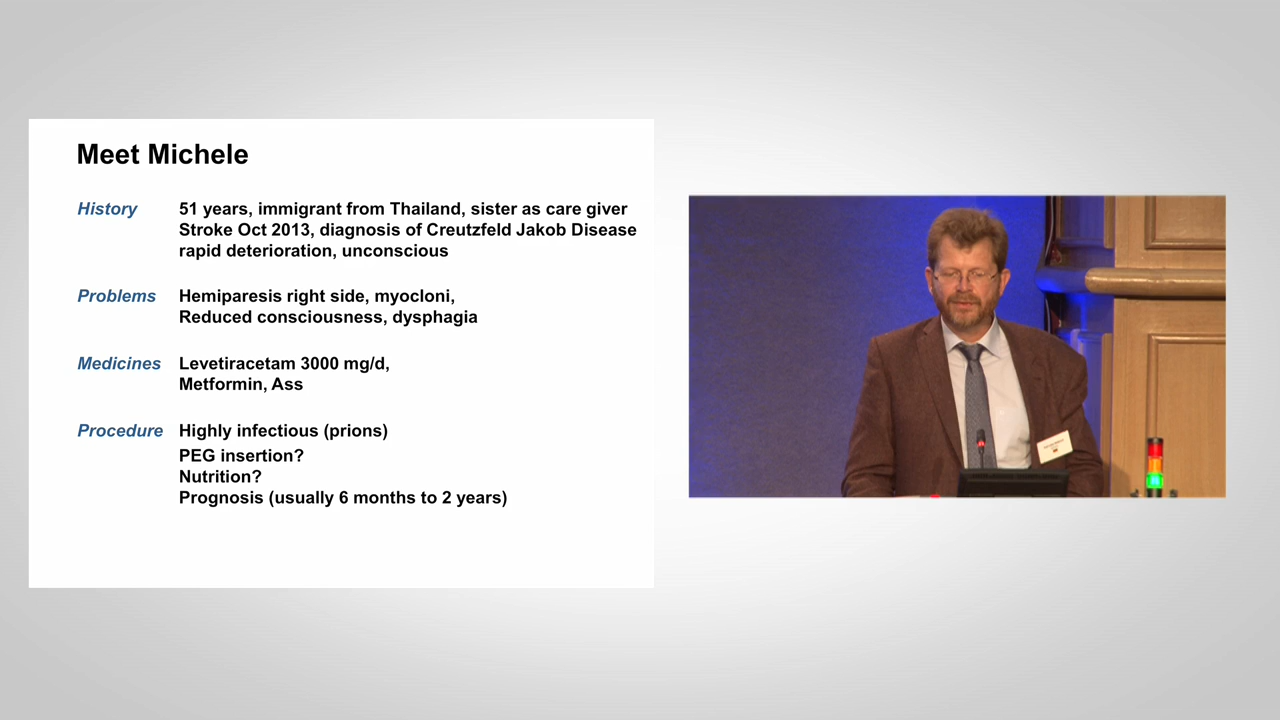 Meet Michele
History
51 years, immigrant from Thailand, sister as care giver
Stroke Oct 2013, diagnosis of Creutzfeld Jakob Disease
rapid deterioration, unconscious
Problems
Hemiparesis right side, myocloni,
Reduced consciousness, dysphagia
Medicines
Levetiracetam 3000 mg/d,
Metformin, Ass
Procedure
Highly infectious (prions)
PEG insertion?
Nutrition?
Prognosis (usually 6 months to 2 years)